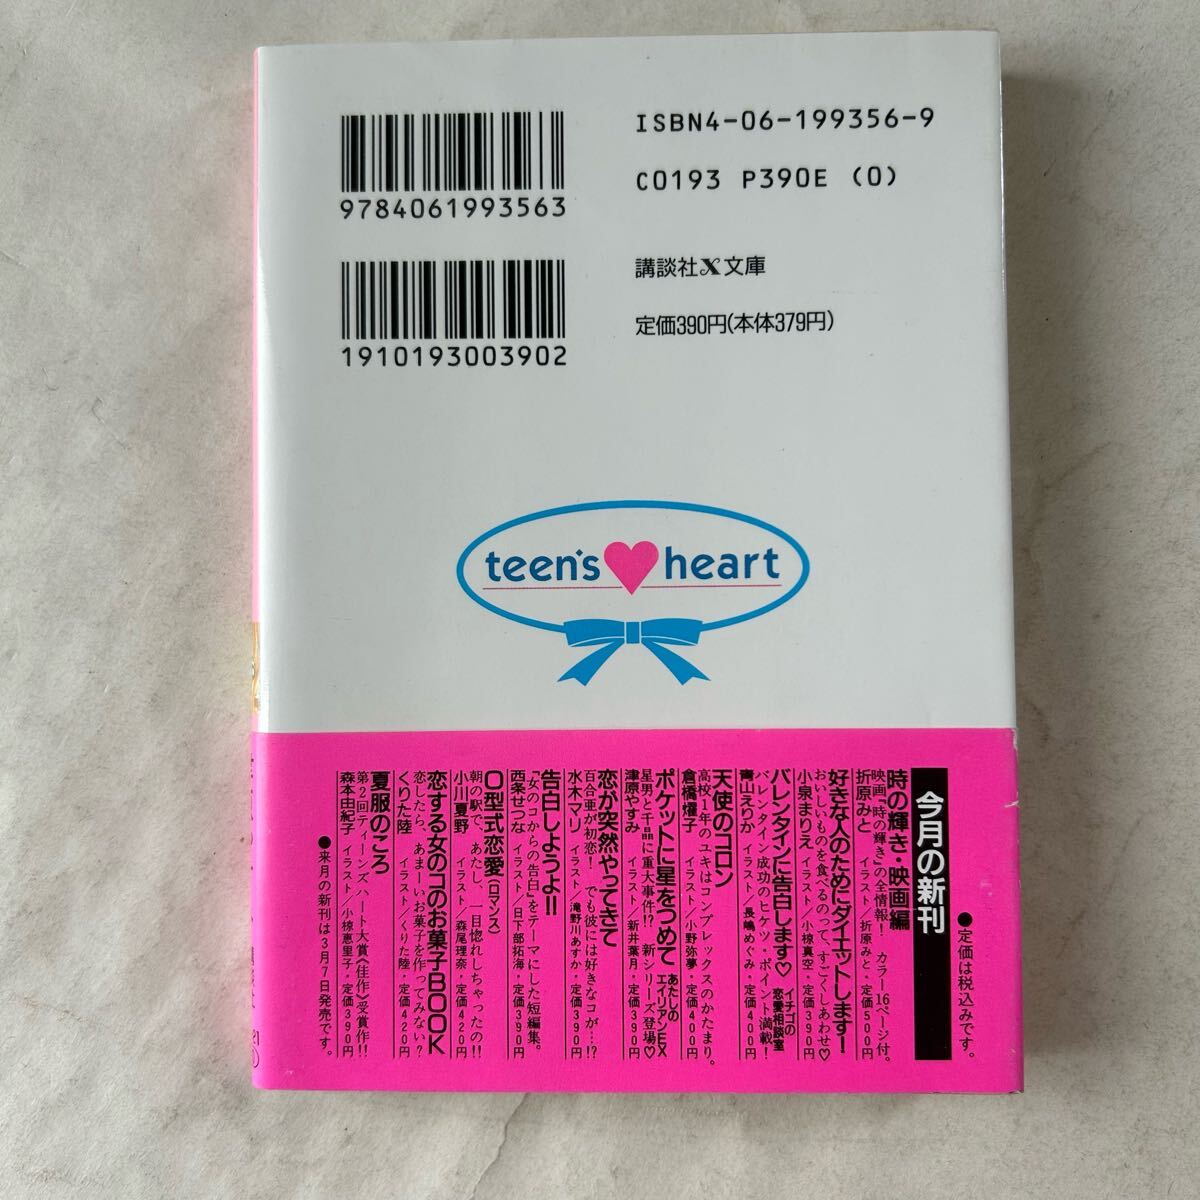 ISBN4-06-199356-9
C0193 P390E (0)
9784061993563
1910193003902
講談社X文庫
定価390円(本体379円)
teen's heart
●定価は税込みです。
今月の新刊
時の輝き・映画編
映画『時の輝き』の全情報! カラー16ページ付。
折原みと イラスト/折原みと・定価500円
好きな人のためにダイエットします!
おいしいものを食べるのって、すごくしあわせ♡
小泉まりえ イラスト/小椋真空・定価390円
バレンタインに告白します♡ イチゴの恋愛相談室
バレンタイン成功のヒケツ・ポイント満載!
青山えりか イラスト/長嶋めぐみ・定価400円
天使のコロン
高校1年のユキはコンプレックスのかたまり。
倉橋燿子 イラスト/小野弥夢・定価400円
ポケットに星をつめて あたしのエイリアンEX
星男と千晶に重大事件!? 新シリーズ登場♡
津原やすみ イラスト/新井葉月・定価390円
恋が突然やってきて
百合亜が初恋! でも彼には好きなコが…!?
水木マリ イラスト/滝野川あすか・定価390円
告白しようよ!!
「女のコからの告白」をテーマにした短編集。
西条せつな イラスト/日下部拓海・定価390円
O型式恋愛(ロマンス)
朝の駅で、あたし、一目惚れしちゃったの!!
小川夏野 イラスト/森尾理奈・定価420円
恋する女のコのお菓子BOOK
恋したら、あまーいお菓子を作ってみない?
くりた陸 イラスト/くりた陸・定価420円
夏服のころ
第2回ティーンズハート大賞《佳作》受賞作!!
森本由紀子 イラスト/小椋恵里子・定価390円
●来月の新刊は3月7日発売です。